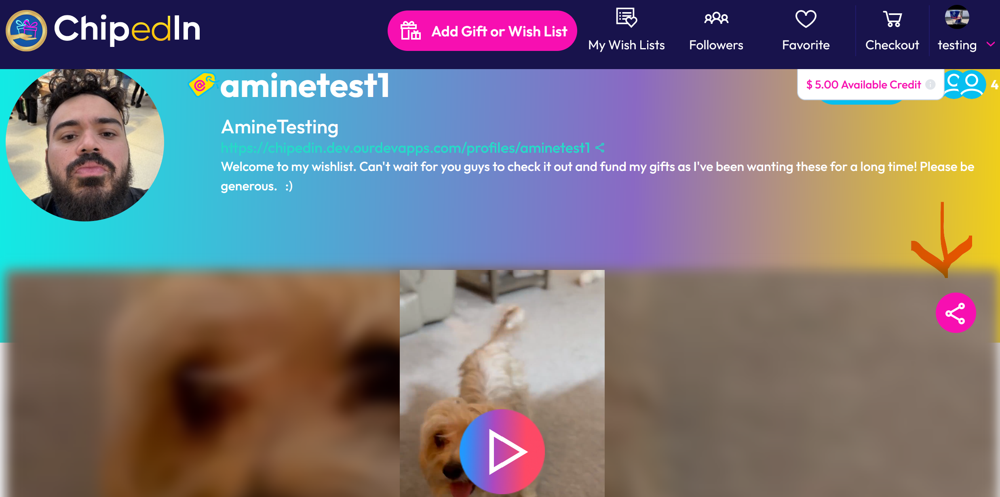 ChipedIn
Add Gift or Wish List
My Wish Lists
Followers
Favorite
Checkout
testing
@aminetest1
$ 5.00 Available Credit
4
AmineTesting
https://chipedin.dev.ourdevapps.com/profiles/aminetest1
Welcome to my wishlist. Can't wait for you guys to check it out and fund my gifts as I've been wanting these for a long time! Please be
generous. :)